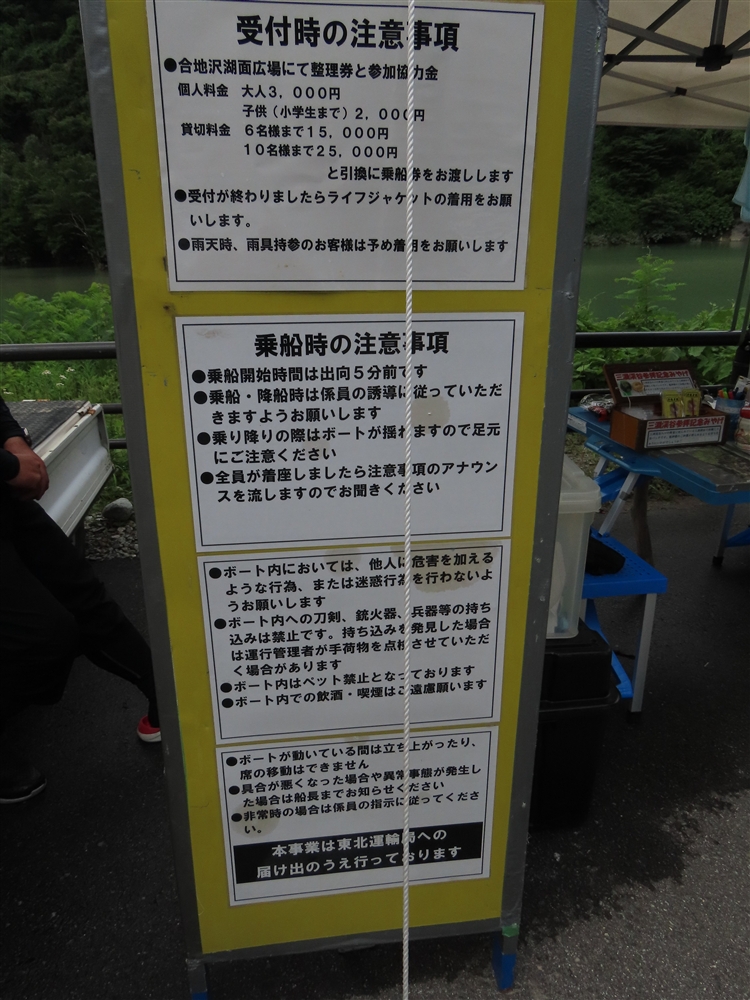 受付時の注意事項
●合地沢湖面広場にて整理券と参加協力金
個人料金 大人3，000円
子供（小学生まで）2，000円
貸切料金 6名様まで15，000円
10名様まで25，000円
と引換に乗船券をお渡しします
●受付が終わりましたらライフジャケットの着用をお願
いします。
●雨天時、雨具持参のお客様は予め着用をお願いします
乗船時の注意事項
●乗船開始時間は出向5分前です
●乗船・降船時は係員の誘導に従っていただ
きますようお願いします
●乗り降りの際はボートが揺れますので足元
にご注意ください
●全員が着座しましたら注意事項のアナウン
スを流しますのでお聞きください
●ボート内においては、他人に危害を加える
ような行為、または迷惑行為を行わないよ
うお願いします
●ボート内への刀剣、銃火器、兵器等の持ち
込みは禁止です。持ち込みを発見した場合
は運行管理者が手荷物を点検させていただ
く場合があります
●ボート内はペット禁止となっております
●ボート内での飲酒・喫煙はご遠慮願います
●ボートが動いている間は立ち上がったり、
席の移動はできません
●具合が悪くなった場合や異常事態が発生し
た場合は船長までお知らせください
●非常時の場合は係員の指示に従ってくださ
い。
本事業は東北運輸局への
届け出のうえ行っております